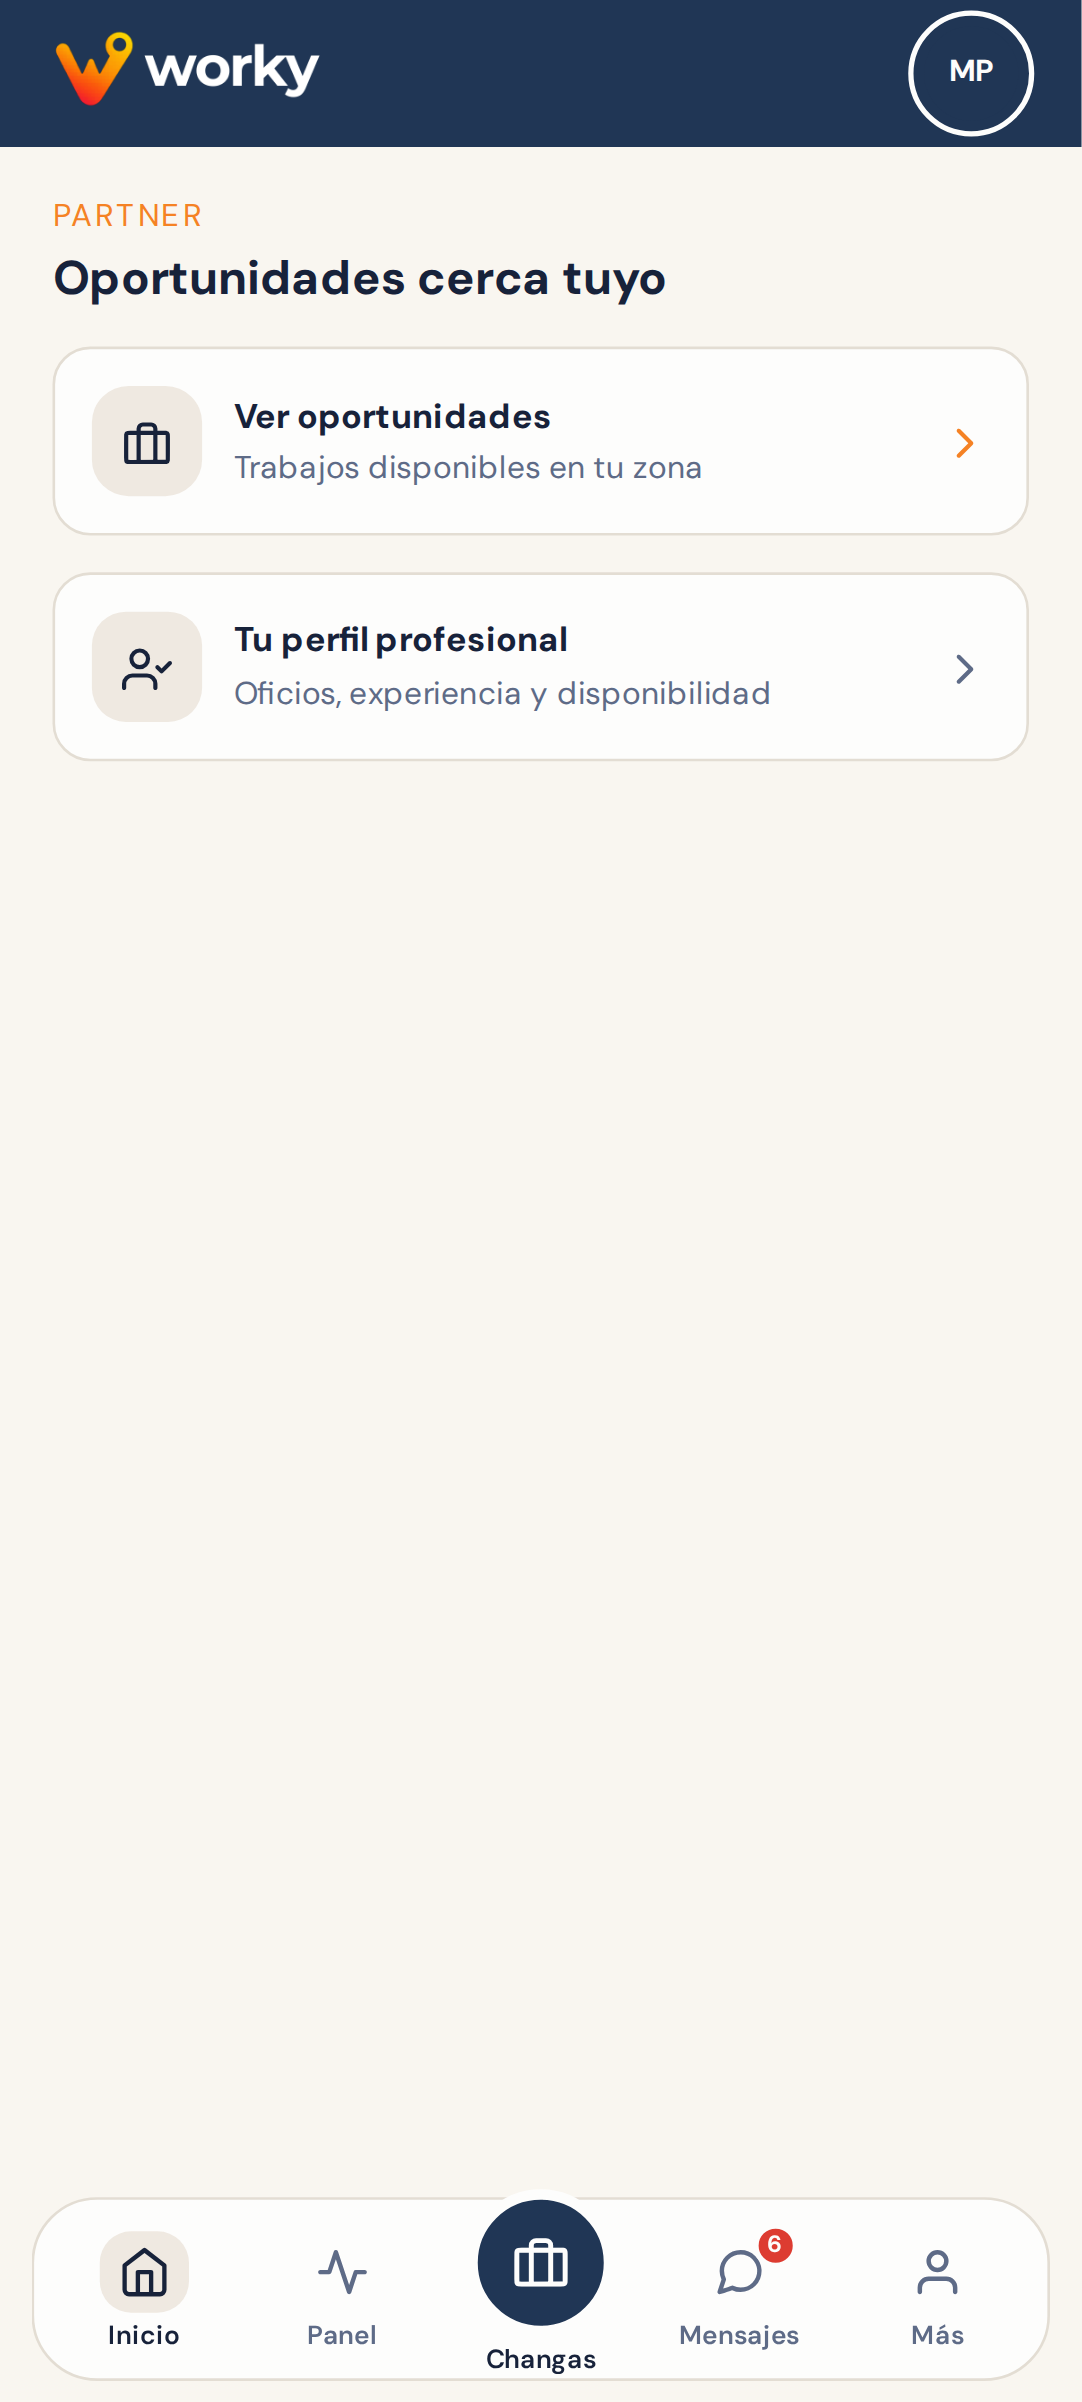 worky
MP
PARTNER
Oportunidades cerca tuyo
Ver oportunidades
Trabajos disponibles en tu zona
Tu perfil profesional
Oficios, experiencia y disponibilidad
6
Inicio
Panel
Changas
Mensajes
Más